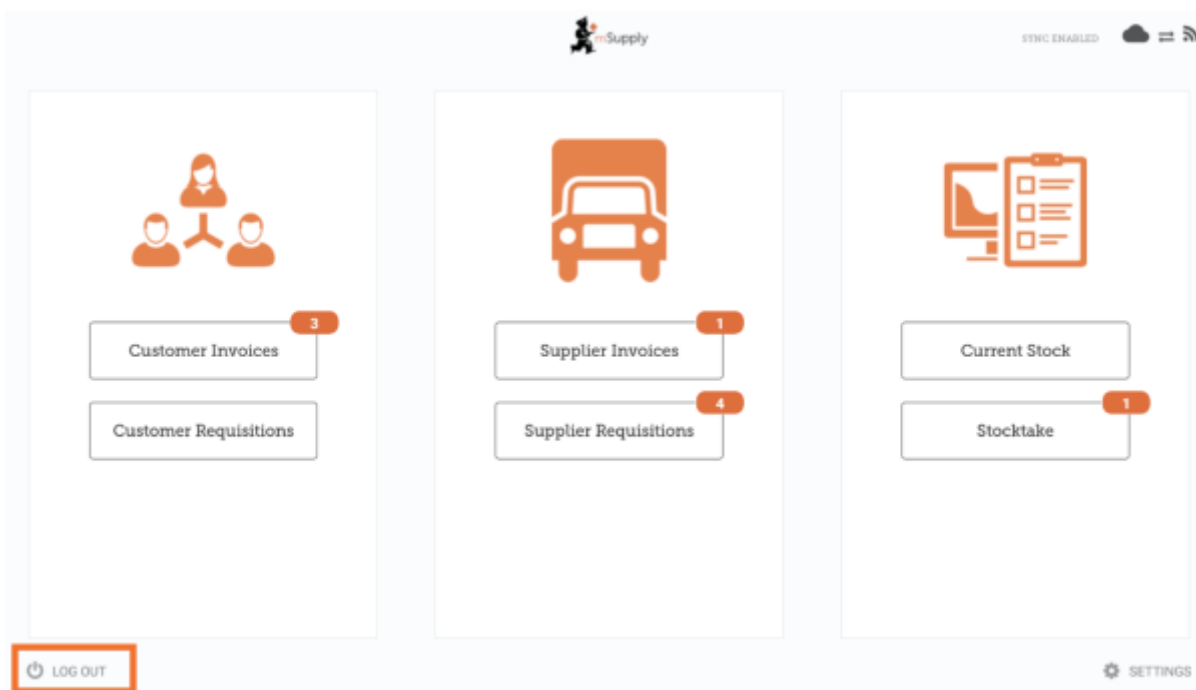 mSupply
SYNC ENABLED
3
Customer Invoices
Customer Requisitions
1
Supplier Invoices
4
Supplier Requisitions
Current Stock
1
Stocktake
LOG OUT
SETTINGS